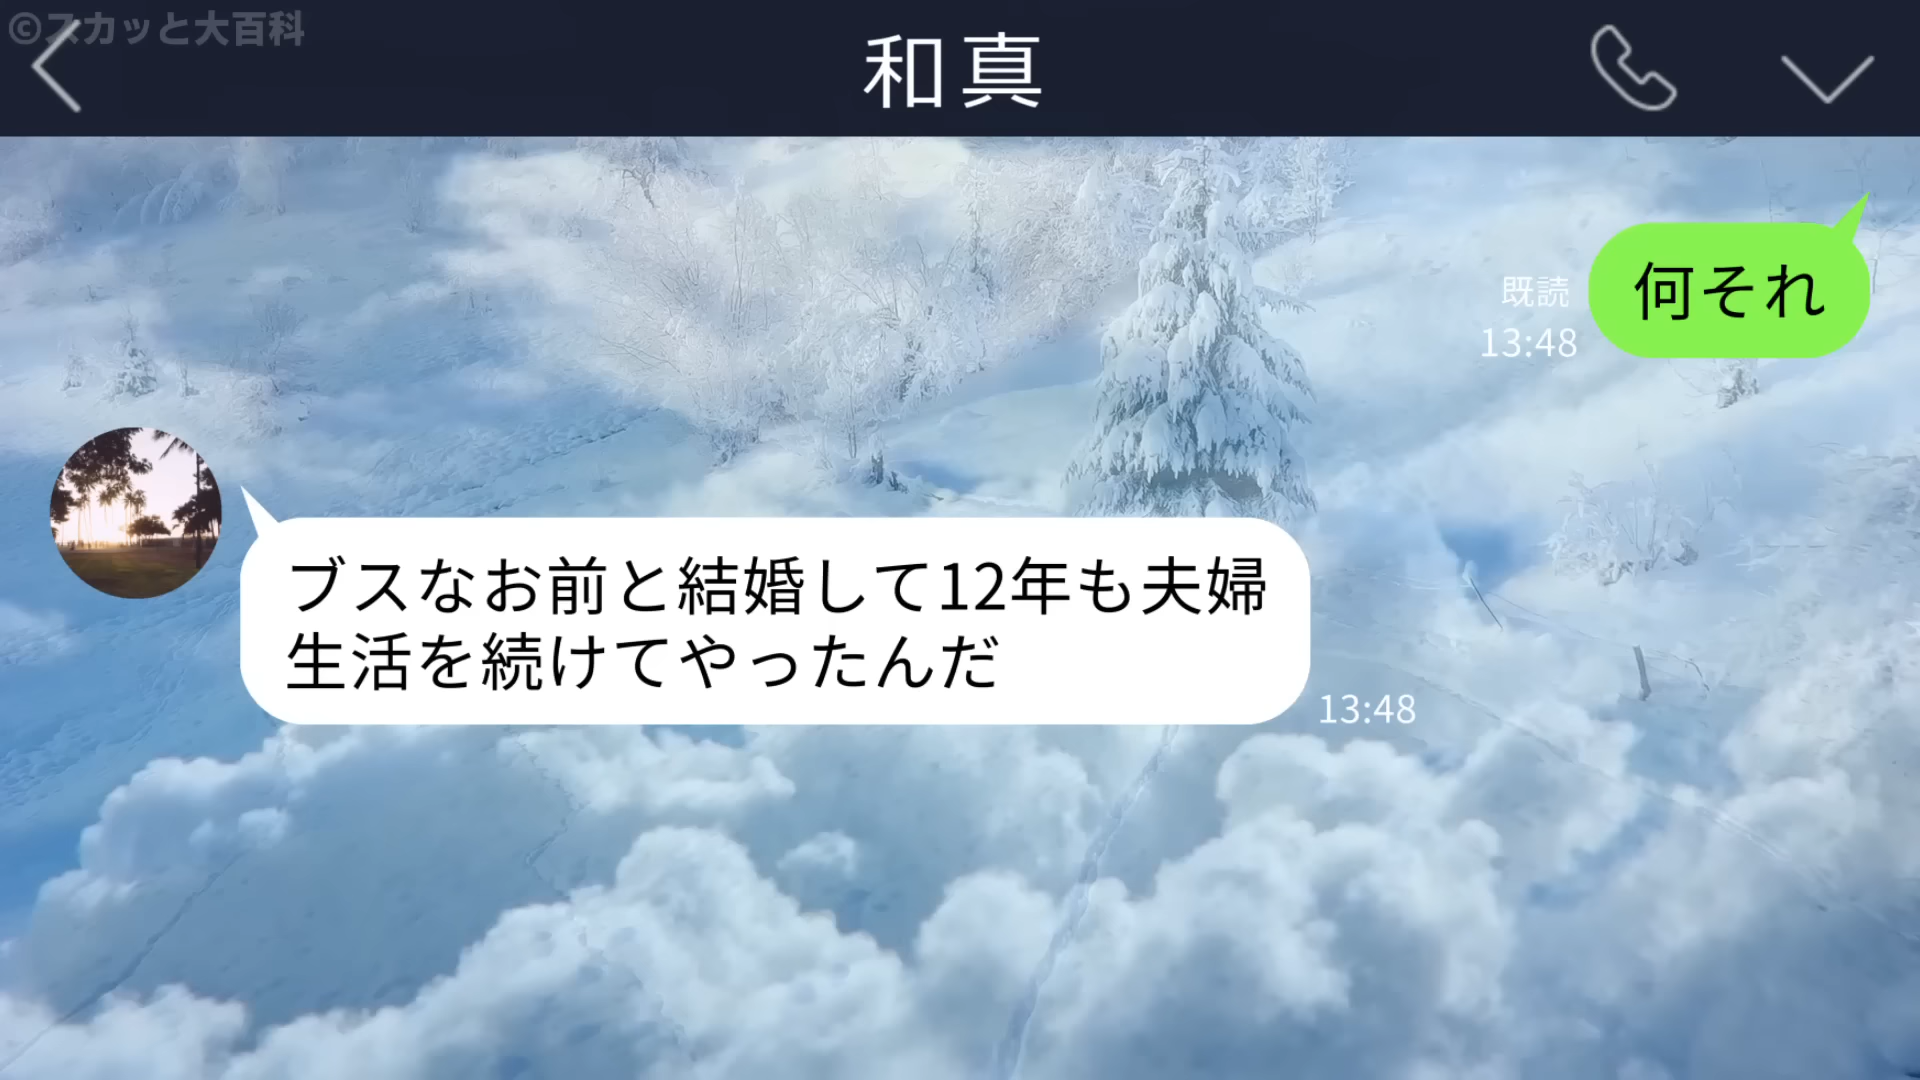 ©スカッと大百科
和真
何それ
既読
13:48
ブスなお前と結婚して12年も夫婦
生活を続けてやったんだ
13:48